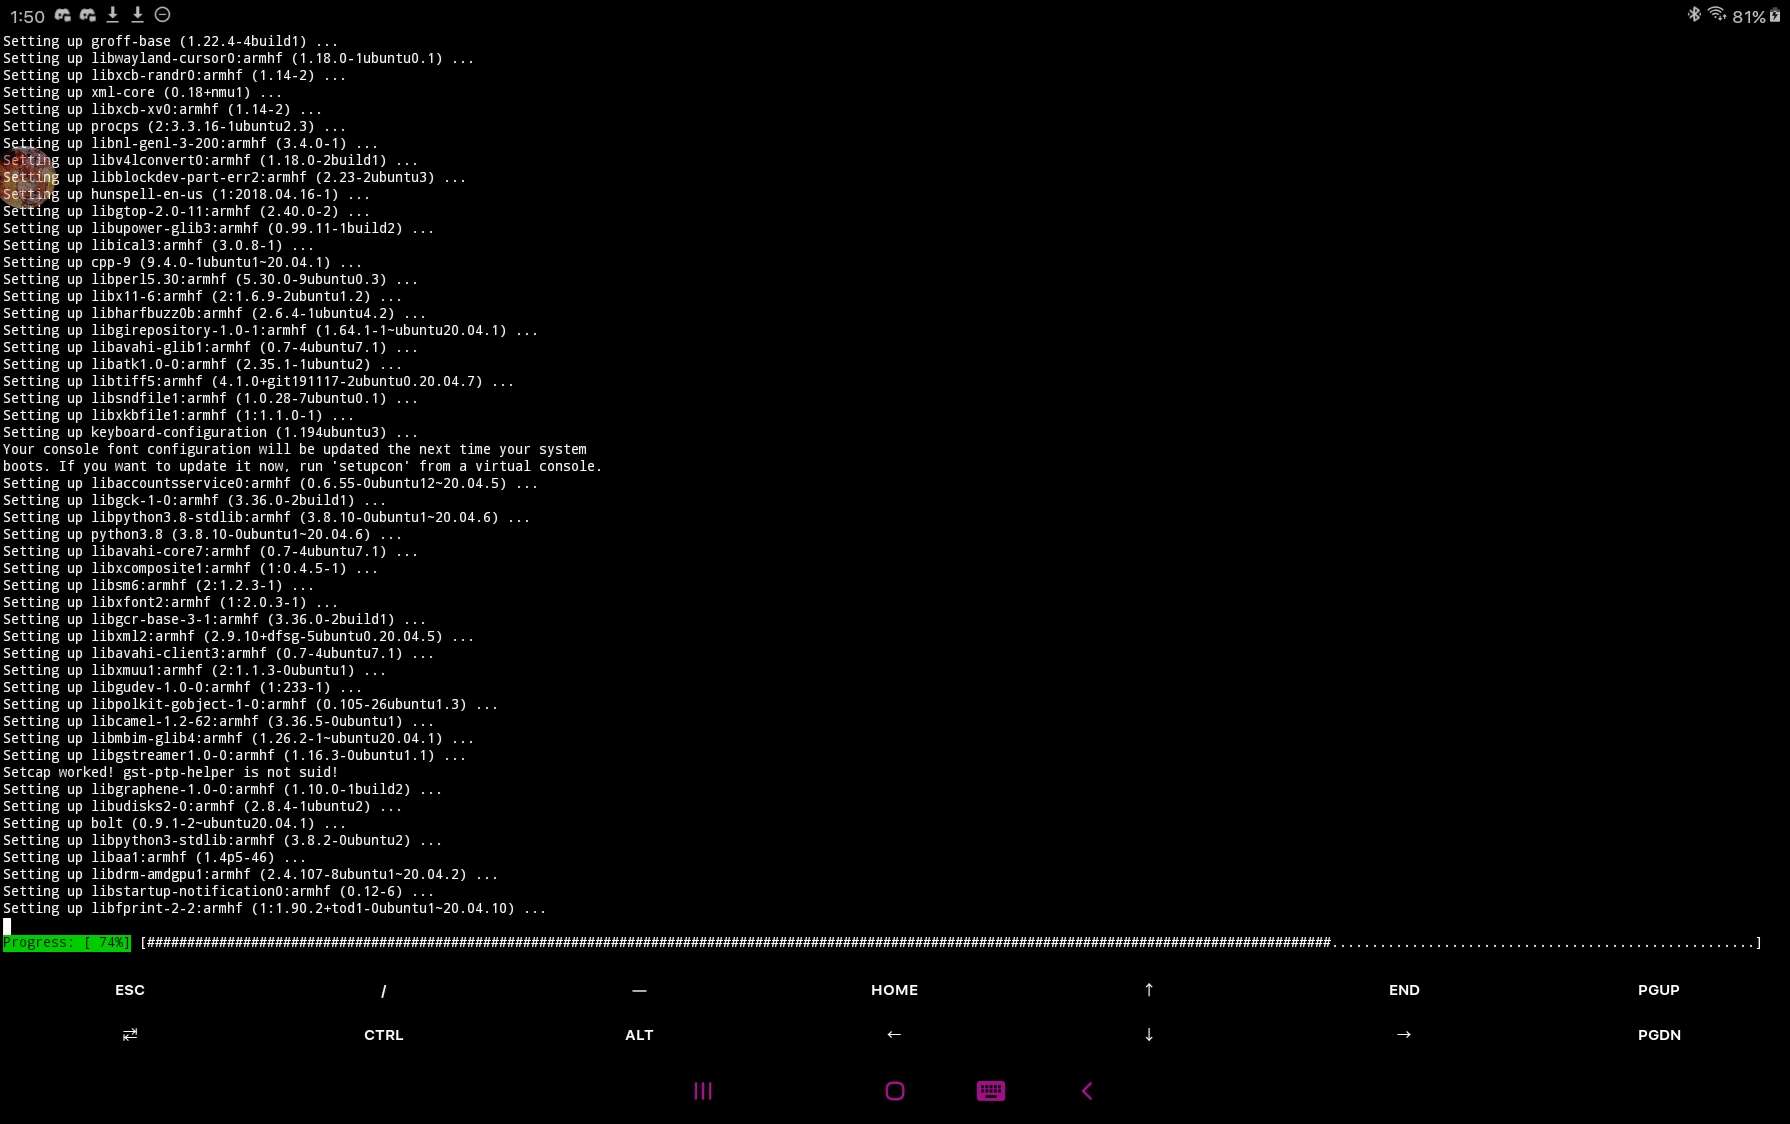 1:50 81%
Setting up groff-base (1.22.4-4build1) ...
Setting up libwayland-cursor0:armhf (1.18.0-1ubuntu0.1) ...
Setting up libxcb-randr0:armhf (1.14-2) ...
Setting up xml-core (0.18+nmu1) ...
Setting up libxcb-xv0:armhf (1.14-2) ...
Setting up procps (2:3.3.16-1ubuntu2.3) ...
Setting up libnl-genl-3-200:armhf (3.4.0-1) ...
Setting up libv4lconvert0:armhf (1.18.0-2build1) ...
Setting up libblockdev-part-err2:armhf (2.23-2ubuntu3) ...
Setting up hunspell-en-us (1:2018.04.16-1) ...
Setting up libgtop-2.0-11:armhf (2.40.0-2) ...
Setting up libupower-glib3:armhf (0.99.11-1build2) ...
Setting up libical3:armhf (3.0.8-1) ...
Setting up cpp-9 (9.4.0-1ubuntu1~20.04.1) ...
Setting up libperl5.30:armhf (5.30.0-9ubuntu0.3) ...
Setting up libx11-6:armhf (2:1.6.9-2ubuntu1.2) ...
Setting up libharfbuzz0b:armhf (2.6.4-1ubuntu4.2) ...
Setting up libgirepository-1.0-1:armhf (1.64.1-1~ubuntu20.04.1) ...
Setting up libavahi-glib1:armhf (0.7-4ubuntu7.1) ...
Setting up libatk1.0-0:armhf (2.35.1-1ubuntu2) ...
Setting up libtiff5:armhf (4.1.0+git191117-2ubuntu0.20.04.7) ...
Setting up libsndfile1:armhf (1.0.28-7ubuntu0.1) ...
Setting up libxkbfile1:armhf (1:1.1.0-1) ...
Setting up keyboard-configuration (1.194ubuntu3) ...
Your console font configuration will be updated the next time your system
boots. If you want to update it now, run 'setupcon' from a virtual console.
Setting up libaccountsservice0:armhf (0.6.55-0ubuntu12~20.04.5) ...
Setting up libgck-1-0:armhf (3.36.0-2build1) ...
Setting up libpython3.8-stdlib:armhf (3.8.10-0ubuntu1~20.04.6) ...
Setting up python3.8 (3.8.10-0ubuntu1~20.04.6) ...
Setting up libavahi-core7:armhf (0.7-4ubuntu7.1) ...
Setting up libxcomposite1:armhf (1:0.4.5-1) ...
Setting up libsm6:armhf (2:1.2.3-1) ...
Setting up libxfont2:armhf (1:2.0.3-1) ...
Setting up libgcr-base-3-1:armhf (3.36.0-2build1) ...
Setting up libxml2:armhf (2.9.10+dfsg-5ubuntu0.20.04.5) ...
Setting up libavahi-client3:armhf (0.7-4ubuntu7.1) ...
Setting up libxmuu1:armhf (2:1.1.3-0ubuntu1) ...
Setting up libgudev-1.0-0:armhf (1:233-1) ...
Setting up libpolkit-gobject-1-0:armhf (0.105-26ubuntu1.3) ...
Setting up libcamel-1.2-62:armhf (3.36.5-0ubuntu1) ...
Setting up libmbim-glib4:armhf (1.26.2-1~ubuntu20.04.1) ...
Setting up libgstreamer1.0-0:armhf (1.16.3-0ubuntu1.1) ...
Setcap worked! gst-ptp-helper is not suid!
Setting up libgraphene-1.0-0:armhf (1.10.0-1build2) ...
Setting up libudisks2-0:armhf (2.8.4-1ubuntu2) ...
Setting up bolt (0.9.1-2~ubuntu20.04.1) ...
Setting up libpython3-stdlib:armhf (3.8.2-0ubuntu2) ...
Setting up libaa1:armhf (1.4p5-46) ...
Setting up libdrm-amdgpu1:armhf (2.4.107-8ubuntu1~20.04.2) ...
Setting up libstartup-notification0:armhf (0.12-6) ...
Setting up libfprint-2-2:armhf (1:1.90.2+tod1-0ubuntu1~20.04.10) ...
Progress: [ 74%] [####################################################################################################################################################.....................................................]
ESC / — HOME ↑ END PGUP
⇄ CTRL ALT ← ↓ → PGDN